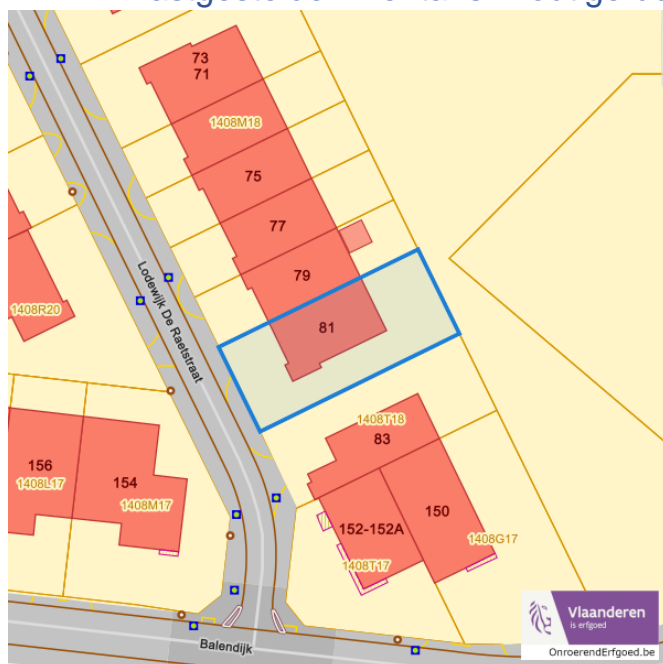 73
71
1408M18
75
77
79
81
Lodewijk De Raetstraat
1408R20
1408T18
83
156
1408L17
154
1408M17
150
152-152A
1408G17
1408T17
Balendijk
Vlaanderen
is erfgoed
OnroerendErfgoed.be